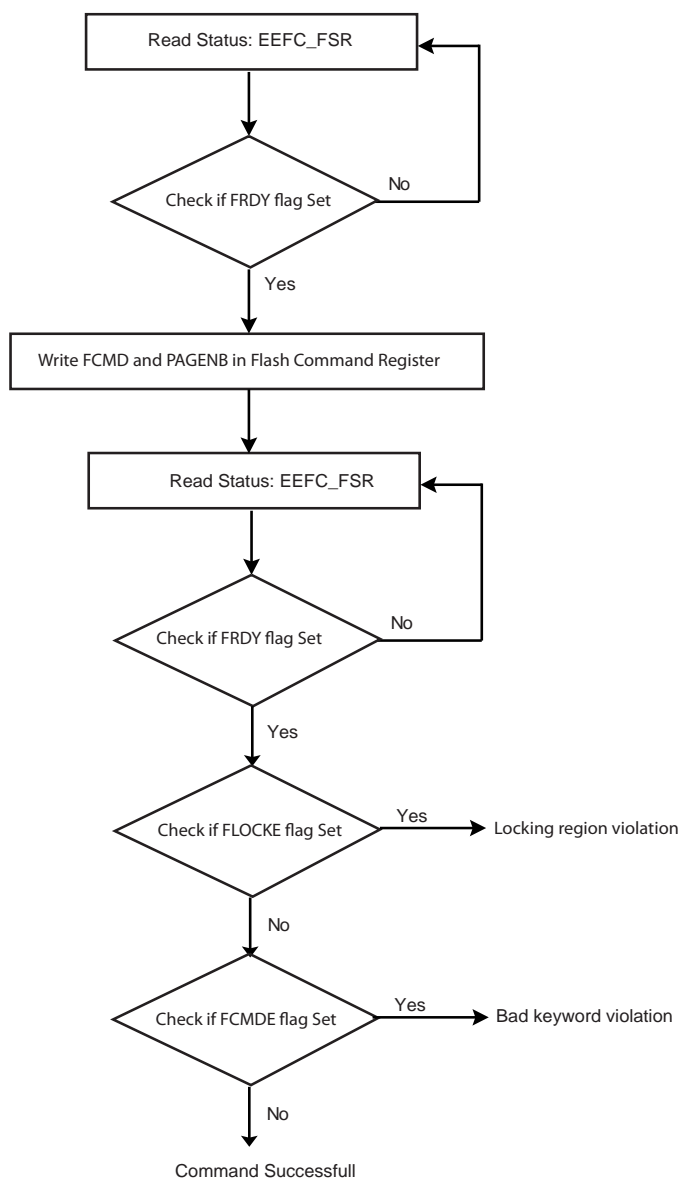 Read Status: EEFC_FSR
Check if FRDY flag Set
No
Yes
Write FCMD and PAGENB in Flash Command Register
Read Status: EEFC_FSR
Check if FRDY flag Set
No
Yes
Check if FLOCKE flag Set
Yes
Locking region violation
No
Check if FCMDE flag Set
Yes
Bad keyword violation
No
Command Successfull